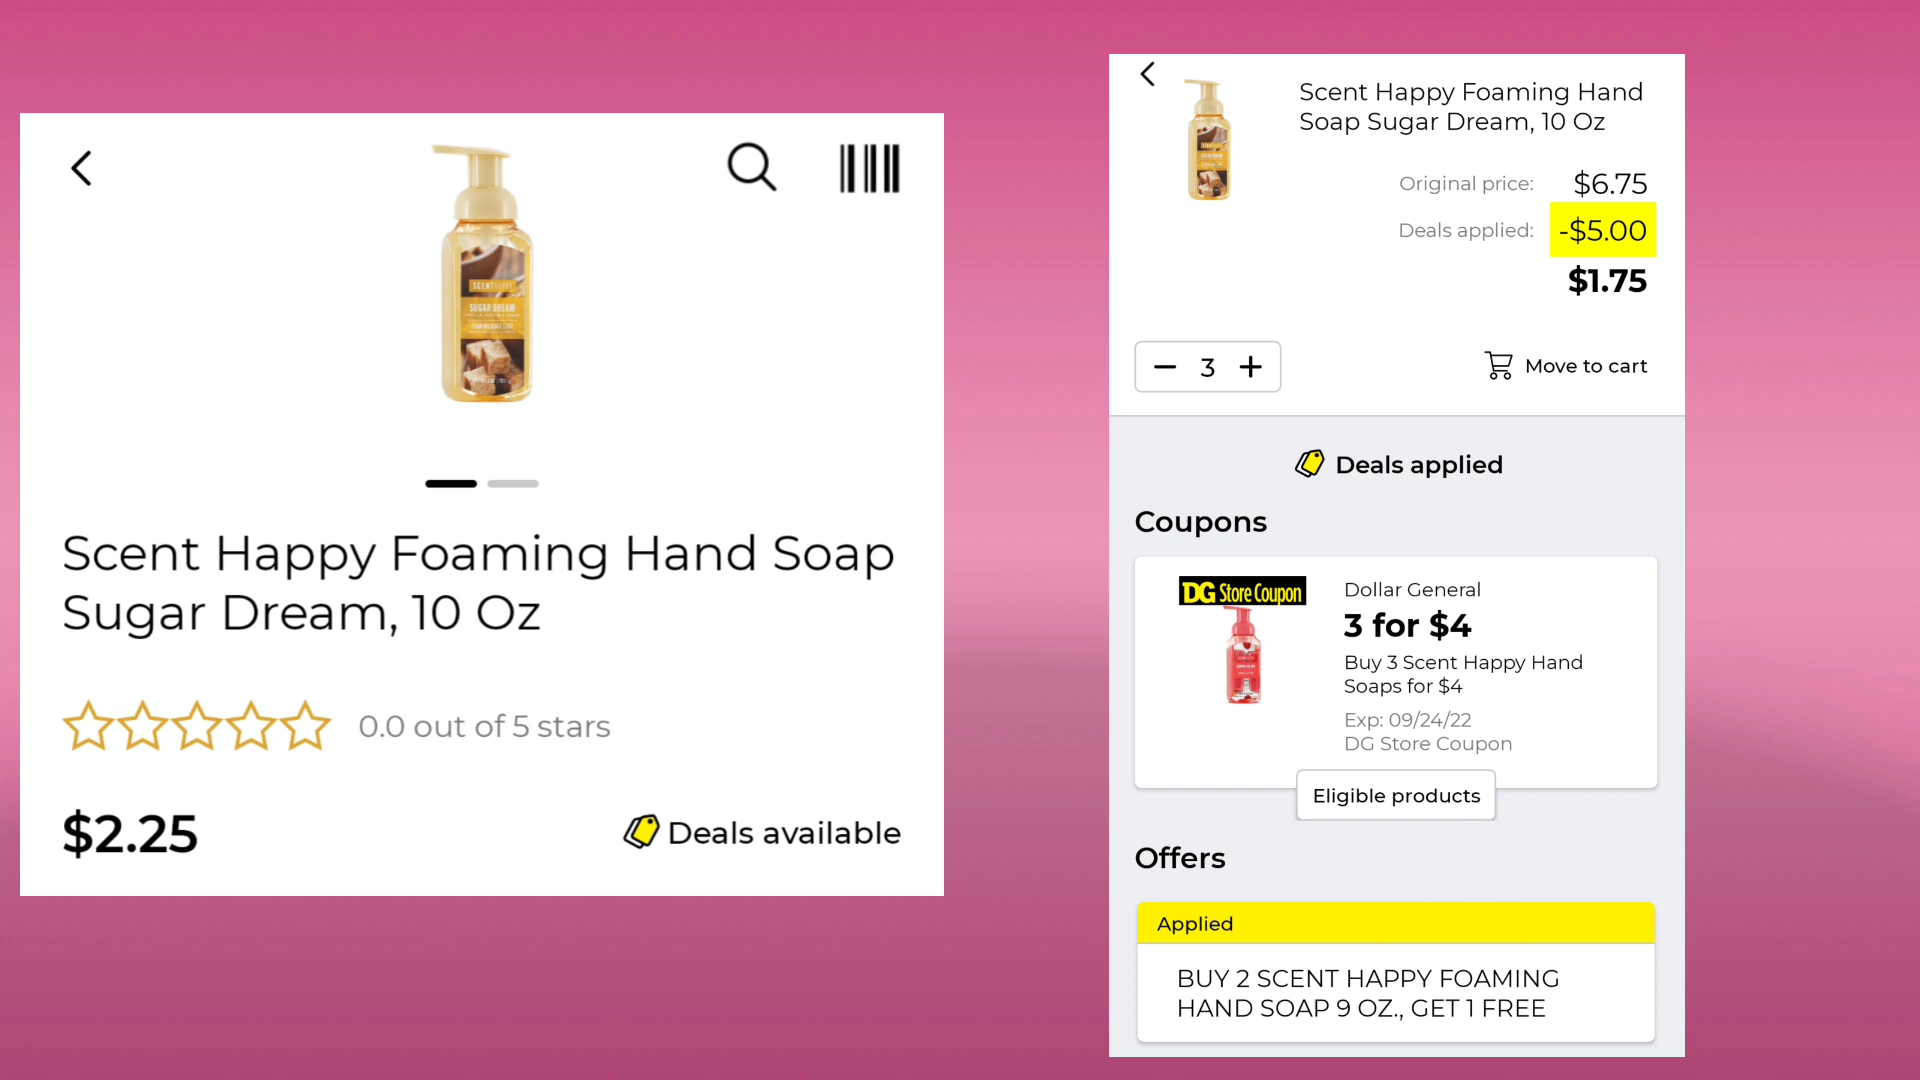 SCENTHAPPY
SUGAR DREAM
Scent Happy Foaming Hand Soap
Sugar Dream, 10 Oz
0.0 out of 5 stars
$2.25
Deals available
Scent Happy Foaming Hand
Soap Sugar Dream, 10 Oz
Original price: $6.75
Deals applied: -$5.00
$1.75
3
Move to cart
Deals applied
Coupons
DG Store Coupon
Dollar General
3 for $4
Buy 3 Scent Happy Hand
Soaps for $4
Exp: 09/24/22
DG Store Coupon
Eligible products
Offers
Applied
BUY 2 SCENT HAPPY FOAMING
HAND SOAP 9 OZ., GET 1 FREE